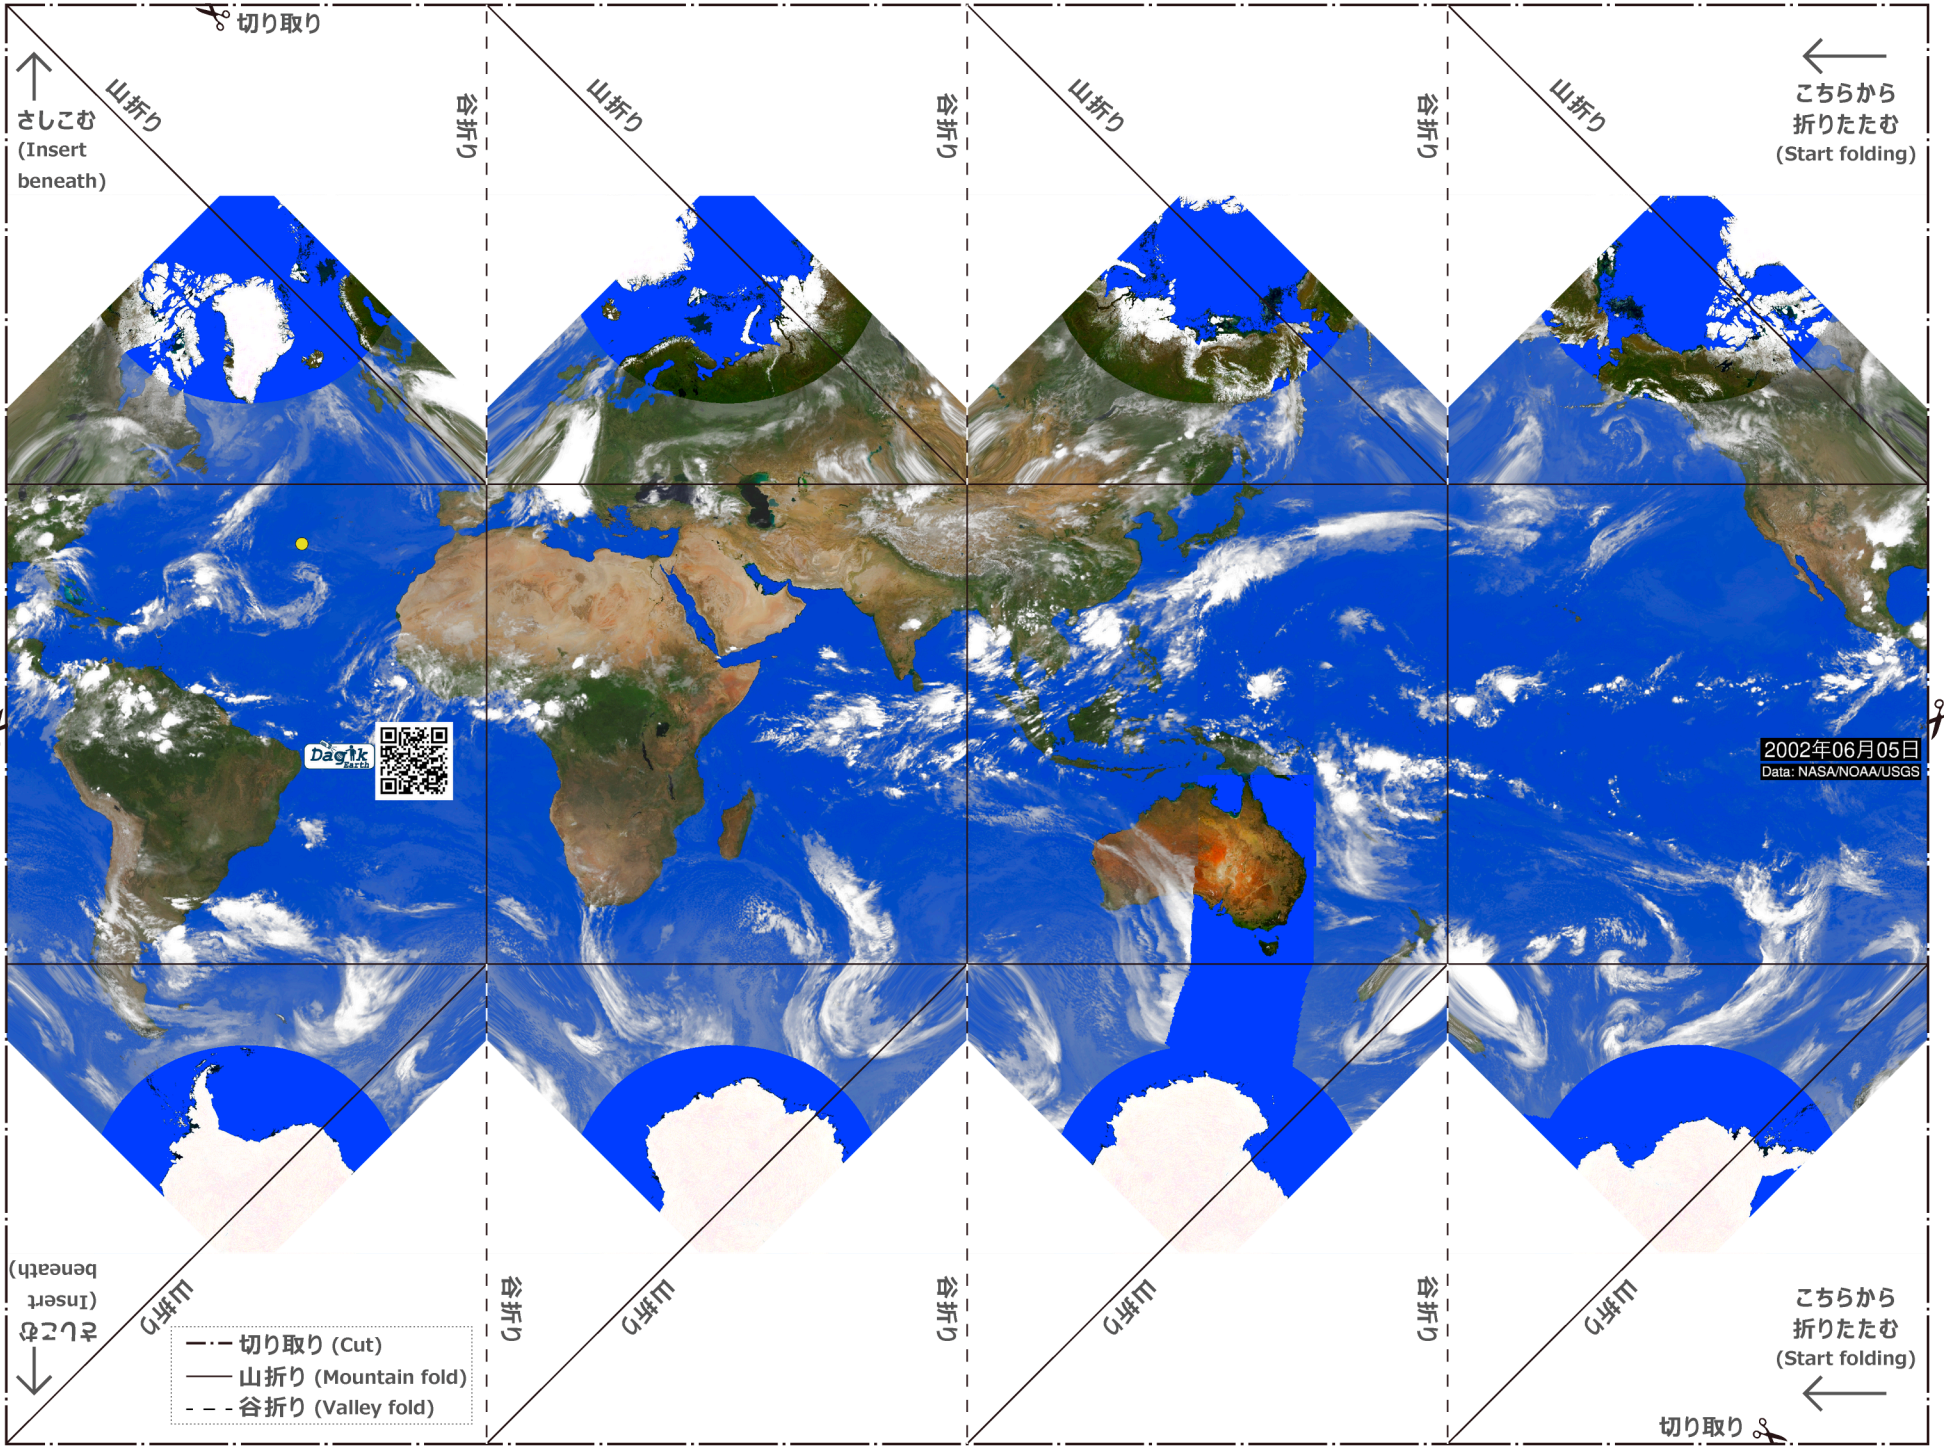 切り取り
山折り
谷折り
山折り
谷折り
山折り
谷折り
山折り
さしこむ
(Insert
beneath)
こちらから
折りたたむ
(Start folding)
Dagik
Earth
2002年06月05日
Data: NASA/NOAA/USGS
さしこむ
(Insert
beneath)
山折り
谷折り
山折り
谷折り
山折り
谷折り
山折り
こちらから
折りたたむ
(Start folding)
切り取り (Cut)
山折り (Mountain fold)
谷折り (Valley fold)
切り取り